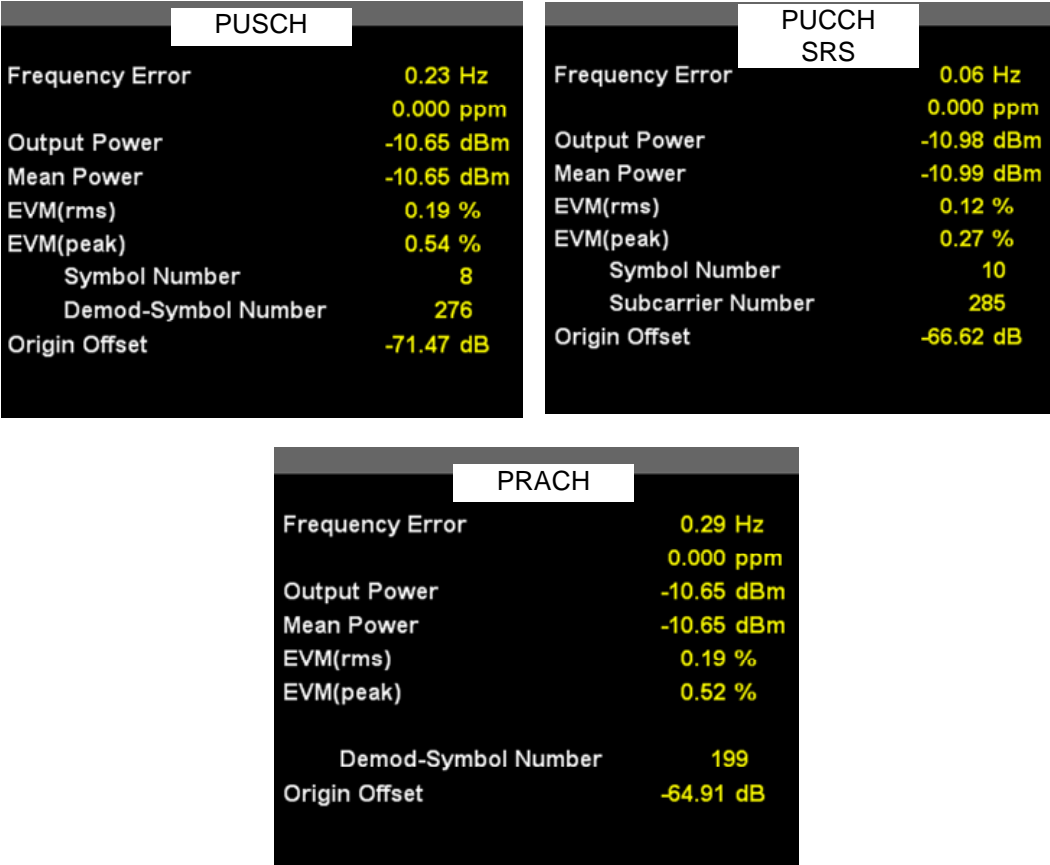 PUSCH
Frequency Error 0.23 Hz
0.000 ppm
Output Power -10.65 dBm
Mean Power -10.65 dBm
EVM(rms) 0.19 %
EVM(peak) 0.54 %
Symbol Number 8
Demod-Symbol Number 276
Origin Offset -71.47 dB
PUCCH
SRS
Frequency Error 0.06 Hz
0.000 ppm
Output Power -10.98 dBm
Mean Power -10.99 dBm
EVM(rms) 0.12 %
EVM(peak) 0.27 %
Symbol Number 10
Subcarrier Number 285
Origin Offset -66.62 dB
PRACH
Frequency Error 0.29 Hz
0.000 ppm
Output Power -10.65 dBm
Mean Power -10.65 dBm
EVM(rms) 0.19 %
EVM(peak) 0.52 %
Demod-Symbol Number 199
Origin Offset -64.91 dB